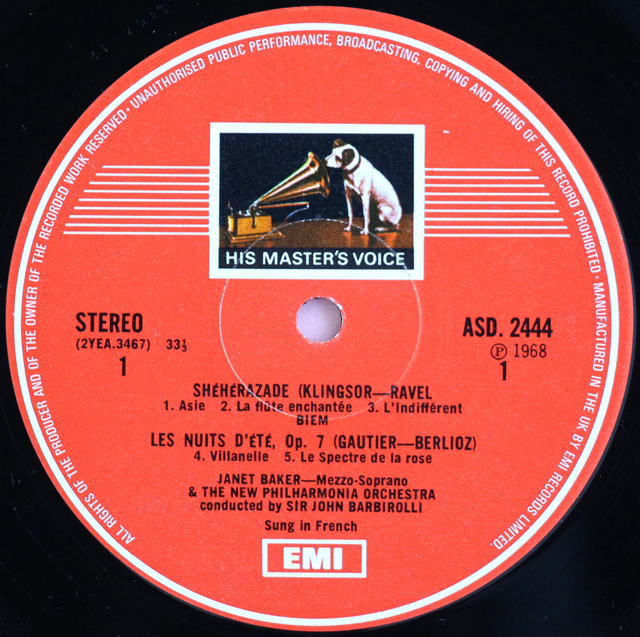 ALL RIGHTS OF THE PRODUCER AND OF THE OWNER OF THE RECORDED WORK RESERVED · UNAUTHORISED PUBLIC PERFORMANCE, BROADCASTING, COPYING AND HIRING OF THIS RECORD PROHIBITED · MANUFACTURED IN THE UK BY EMI RECORDS LIMITED.
HIS MASTER'S VOICE
STEREO
(2YEA.3467) 33⅓
1
ASD. 2444
℗ 1968
1
SHÉHÉRAZADE (KLINGSOR—RAVEL
1. Asie 2. La flûte enchantée 3. L'Indifférent
BIEM
LES NUITS D'ÉTÉ, Op. 7 (GAUTIER—BERLIOZ)
4. Villanelle 5. Le Spectre de la rose
JANET BAKER—Mezzo-Soprano
& THE NEW PHILHARMONIA ORCHESTRA
conducted by SIR JOHN BARBIROLLI
Sung in French
EMI